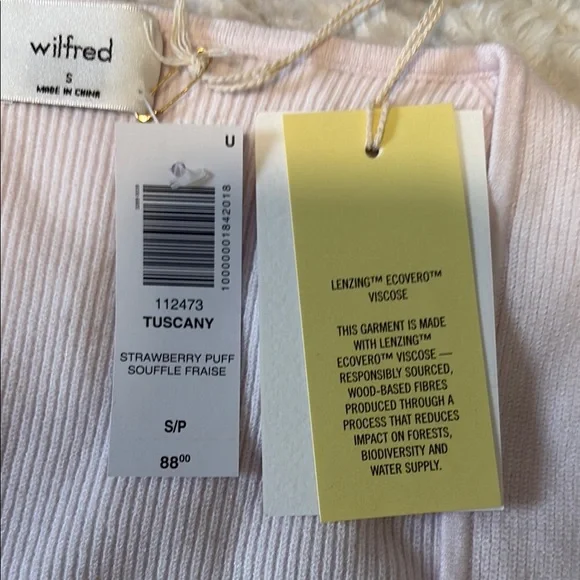 wilfred
S
MADE IN CHINA
U
10000001842018
112473
TUSCANY
STRAWBERRY PUFF
SOUFFLE FRAISE
S/P
88.00
LENZING™ ECOVERO™
VISCOSE
THIS GARMENT IS MADE
WITH LENZING™
ECOVERO™ VISCOSE —
RESPONSIBLY SOURCED,
WOOD-BASED FIBRES
PRODUCED THROUGH A
PROCESS THAT REDUCES
IMPACT ON FORESTS,
BIODIVERSITY AND
WATER SUPPLY.